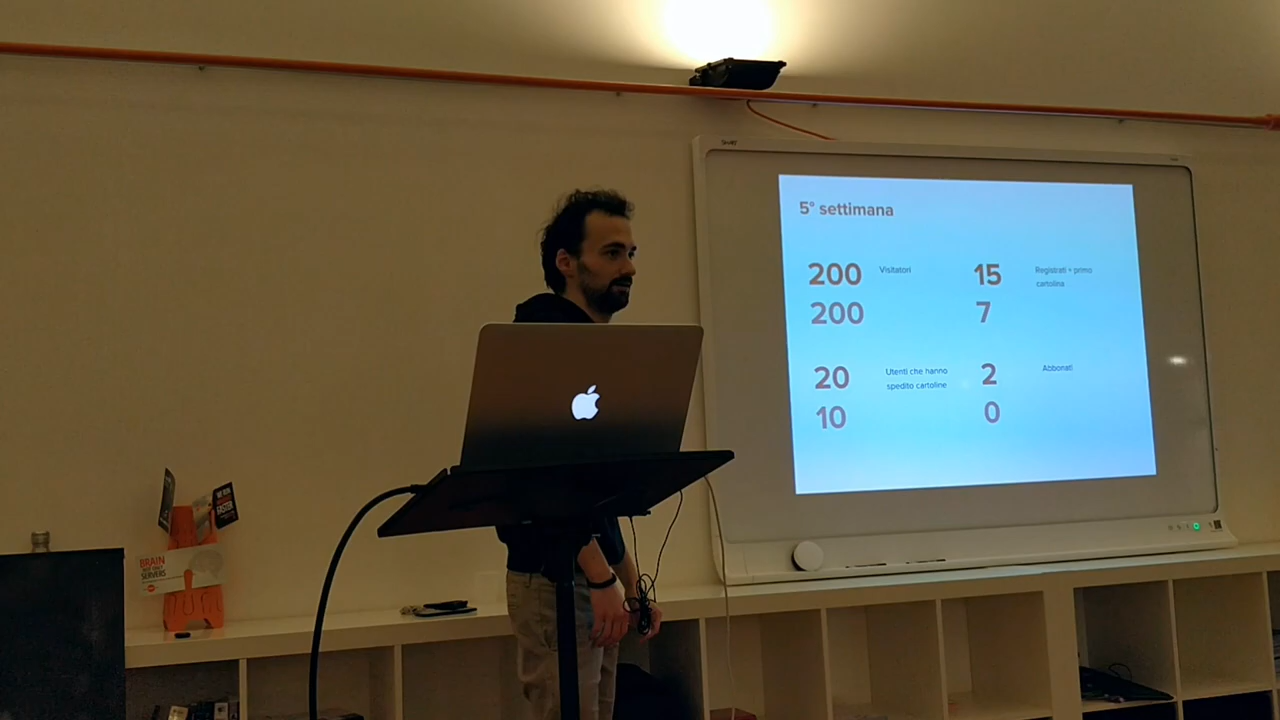 5° settimana
200 Visitatori
200
15 Registrati + primo
cartolina
7
20 Utenti che hanno
spedito cartoline
10
2 Abbonati
0
BRAIN
SERVERS